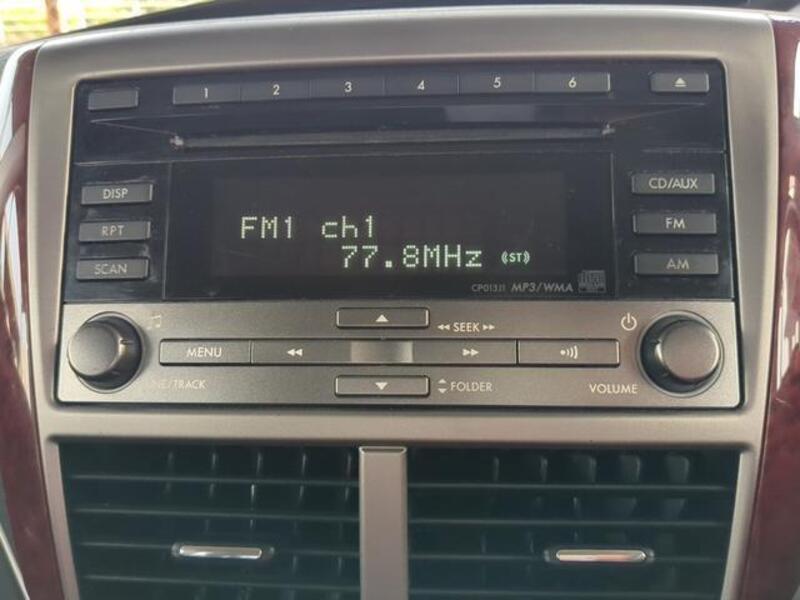 1 2 3 4 5 6
DISP
CD/AUX
FM1 ch1
RPT
FM
77.8MHz ST
SCAN
AM
CP013J1 MP3/WMA
SEEK
MENU
TUNE/TRACK
FOLDER
VOLUME